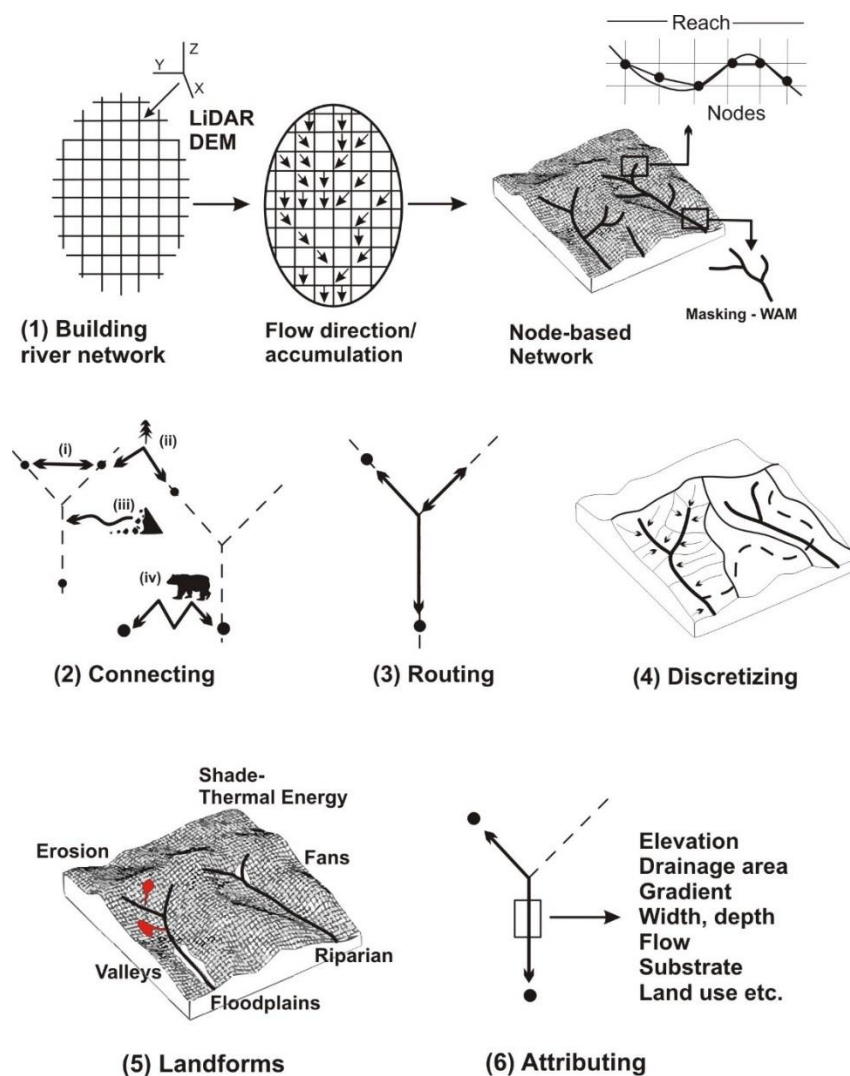 Reach
Nodes
Z
Y
X
LiDAR
DEM
(1) Building
river network
Flow direction/
accumulation
Node-based
Network
Masking - WAM
(i)
(ii)
(iii)
(iv)
(2) Connecting
(3) Routing
(4) Discretizing
Shade-
Thermal Energy
Erosion
Fans
Valleys
Riparian
Floodplains
(5) Landforms
Elevation
Drainage area
Gradient
Width, depth
Flow
Substrate
Land use etc.
(6) Attributing